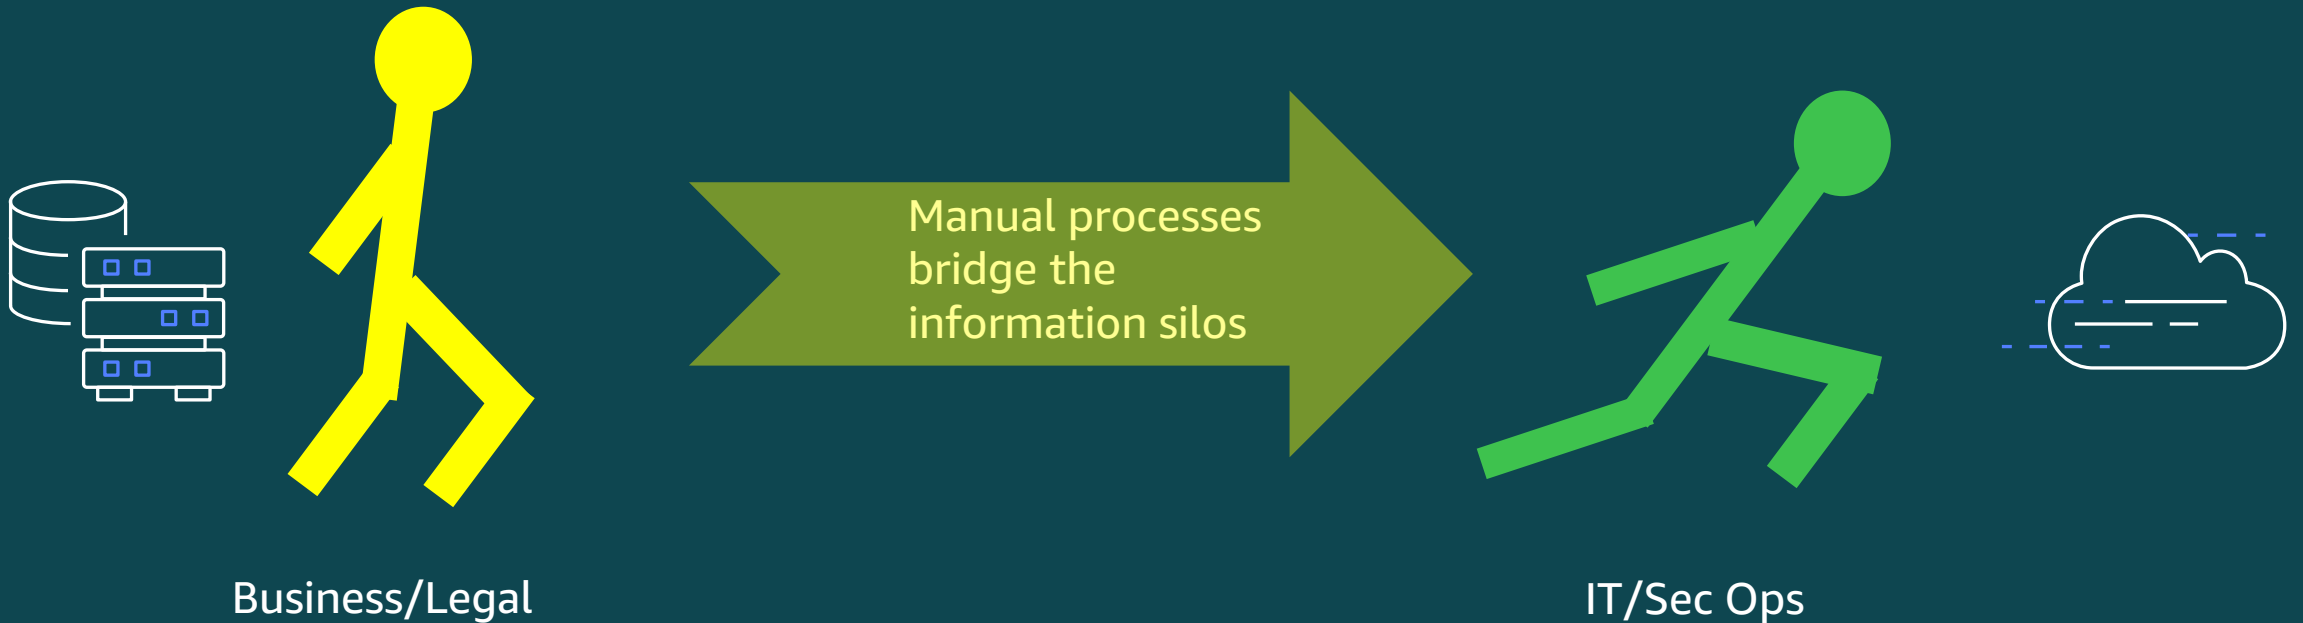 Manual processes
bridge the
information silos
Business/Legal
IT/Sec Ops